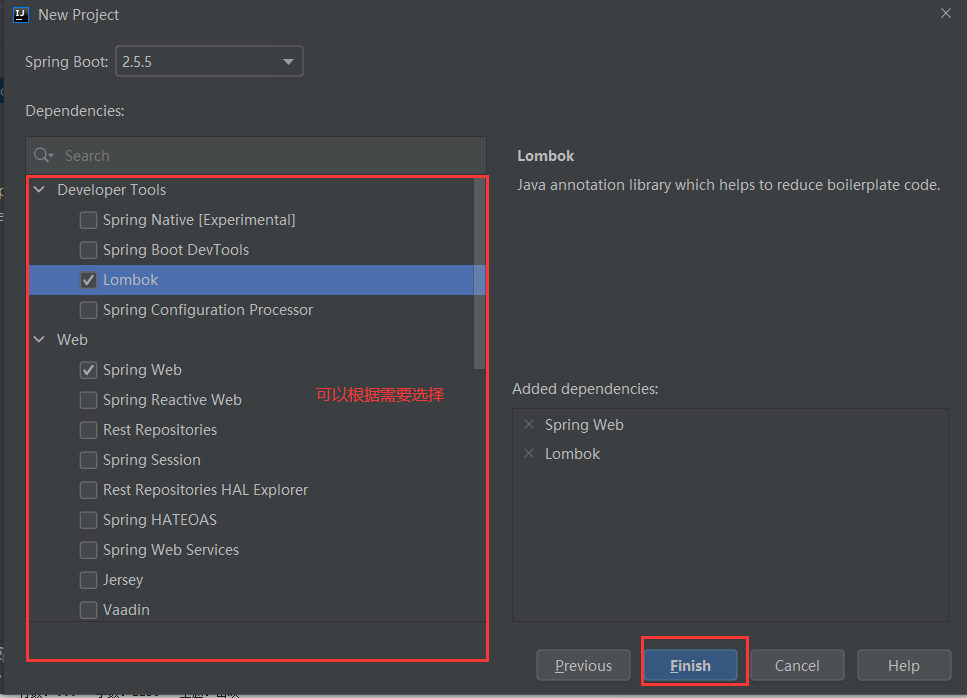 New Project
Spring Boot: 2.5.5
Dependencies:
Search
Developer Tools
Spring Native [Experimental]
Spring Boot DevTools
Lombok
Spring Configuration Processor
Web
Spring Web
Spring Reactive Web
可以根据需要选择
Rest Repositories
Spring Session
Rest Repositories HAL Explorer
Spring HATEOAS
Spring Web Services
Jersey
Vaadin
Lombok
Java annotation library which helps to reduce boilerplate code.
Added dependencies:
Spring Web
Lombok
Previous
Finish
Cancel
Help